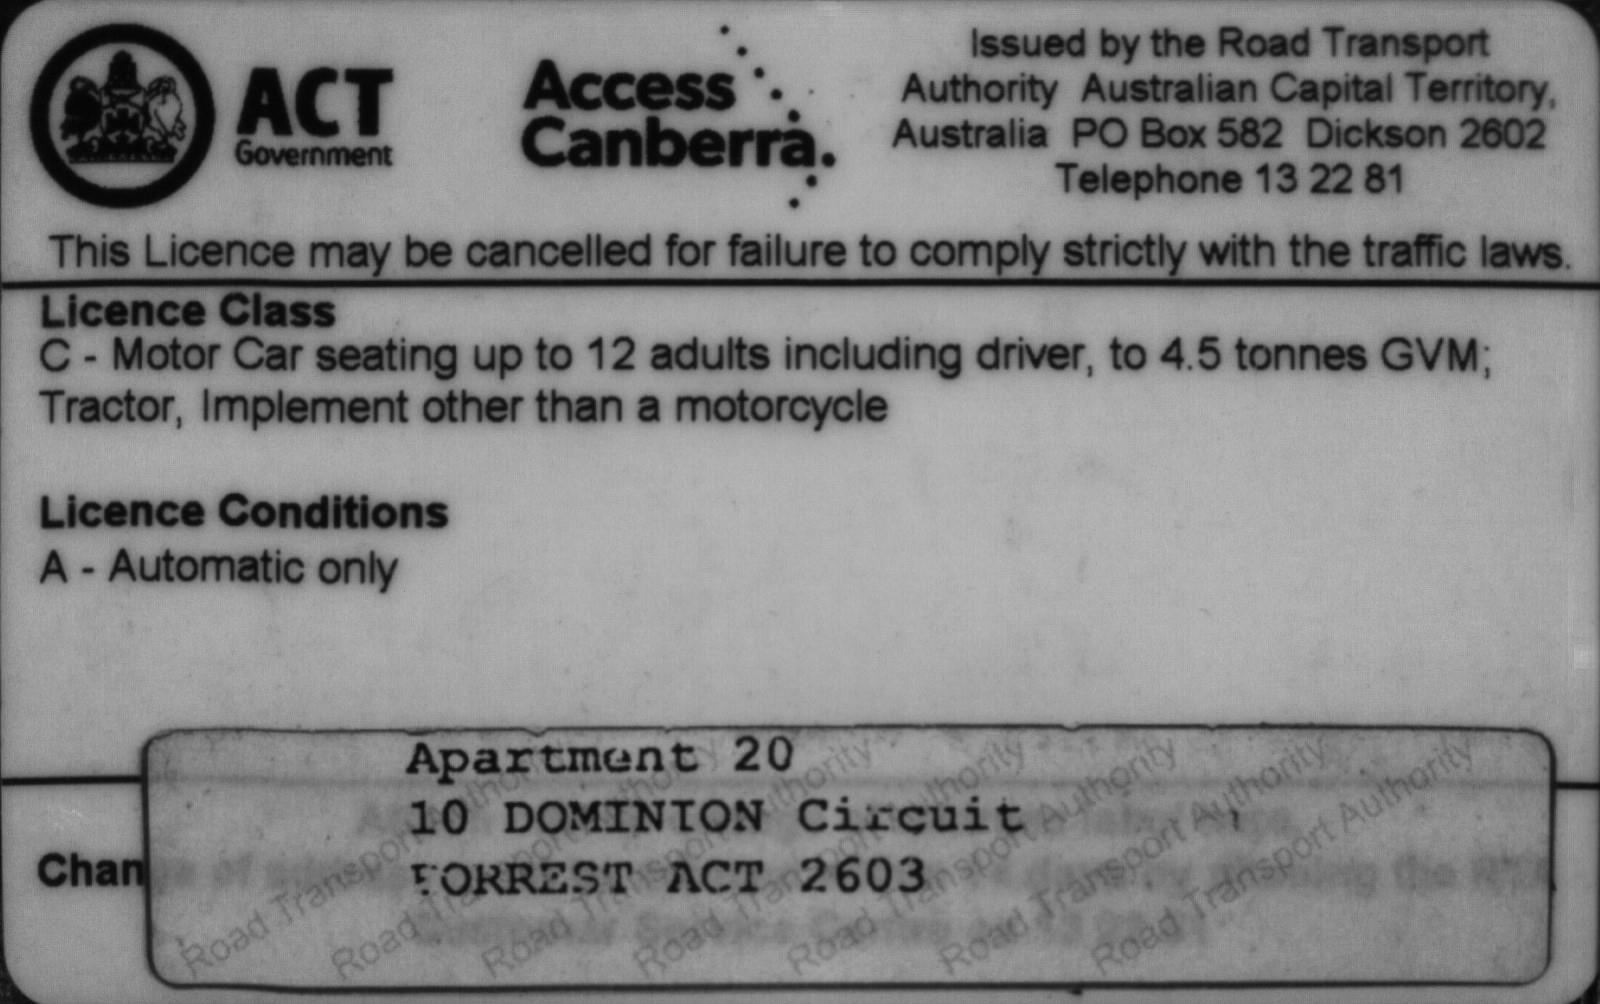 ACT
Government
Access
Canberra.
Issued by the Road Transport
Authority Australian Capital Territory,
Australia PO Box 582 Dickson 2602
Telephone 13 22 81
This Licence may be cancelled for failure to comply strictly with the traffic laws.
Licence Class
C - Motor Car seating up to 12 adults including driver, to 4.5 tonnes GVM;
Tractor, Implement other than a motorcycle
Licence Conditions
A - Automatic only
Apartment 20
10 DOMINION Circuit
FORREST ACT 2603
Chan
Road Transport Authority Road Transport Authority Road Transport Authority Road Transport Authority Road Transport Authority Road Transport Authority Road Transport Authority